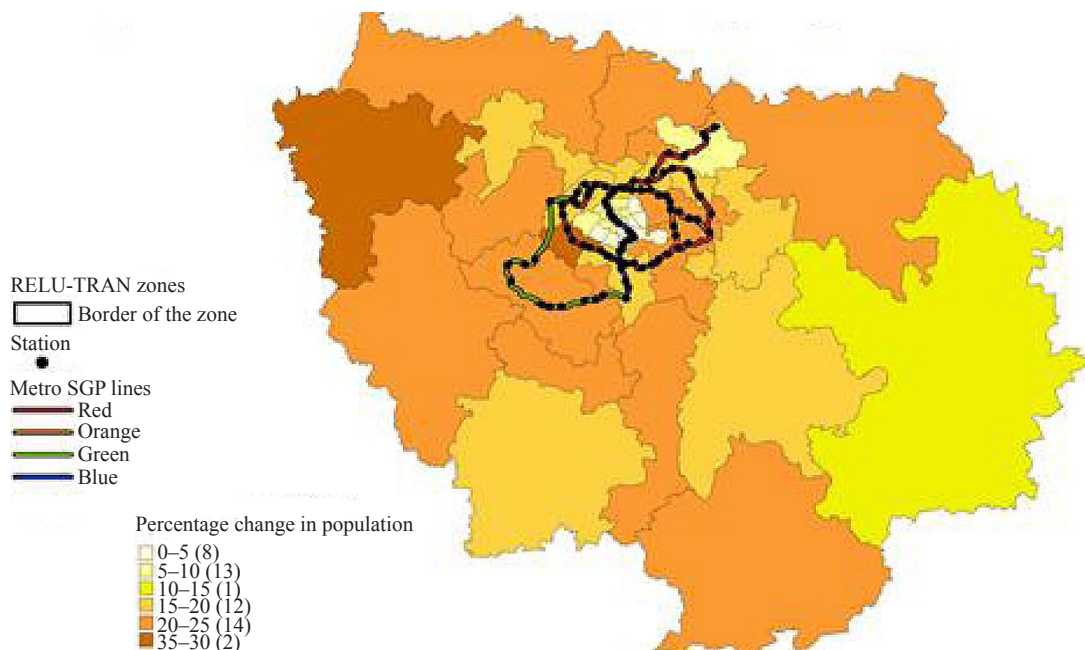 RELU-TRAN zones
Border of the zone
Station
Metro SGP lines
Red
Orange
Green
Blue
Percentage change in population
0–5 (8)
5–10 (13)
10–15 (1)
15–20 (12)
20–25 (14)
35–30 (2)